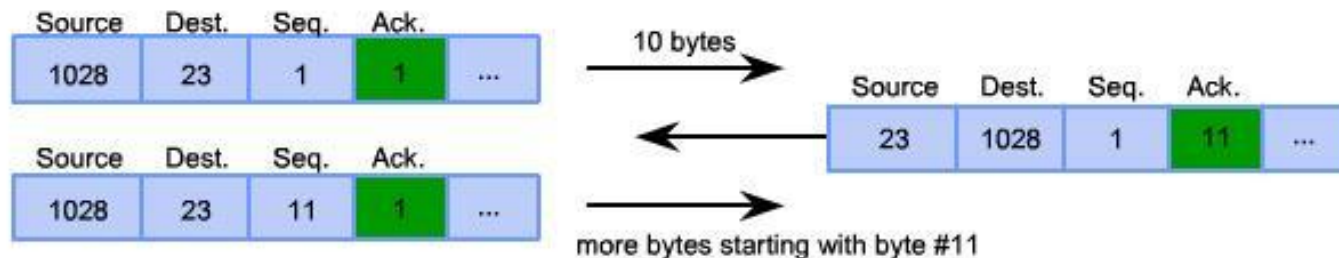 Source Dest. Seq. Ack.
1028 23 1 1 ...
10 bytes
Source Dest. Seq. Ack.
23 1028 1 11 ...
Source Dest. Seq. Ack.
1028 23 11 1 ...
more bytes starting with byte #11